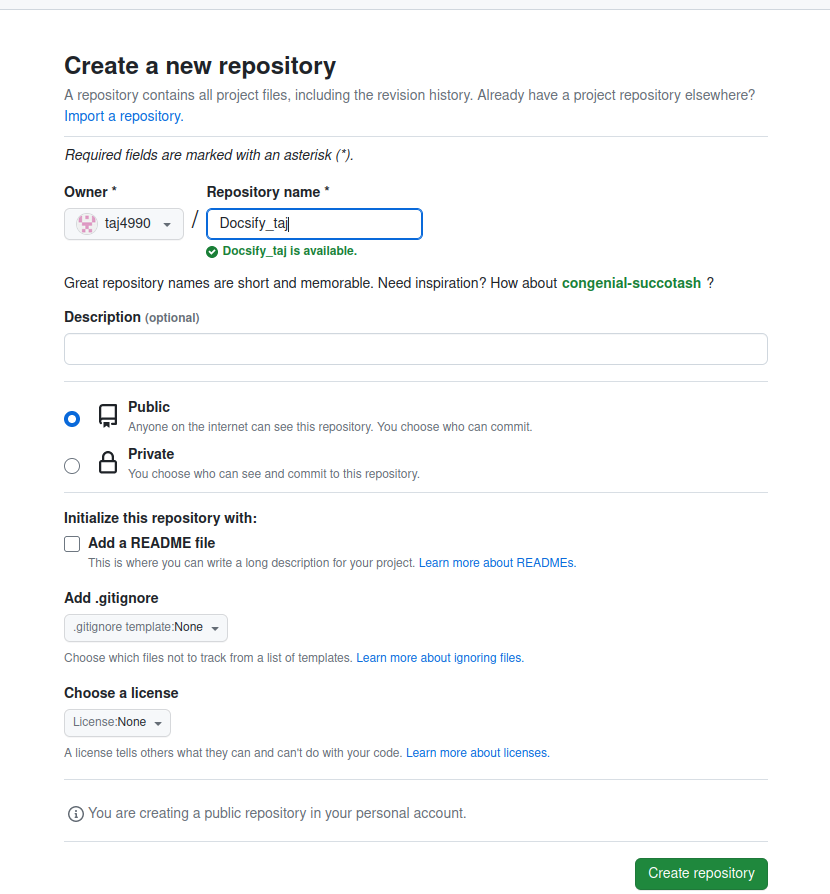 Create a new repository
A repository contains all project files, including the revision history. Already have a project repository elsewhere?
Import a repository.
Required fields are marked with an asterisk (*).
Owner * Repository name *
taj4990 / Docsify_taj
Docsify_taj is available.
Great repository names are short and memorable. Need inspiration? How about congenial-succotash ?
Description (optional)
Public
Anyone on the internet can see this repository. You choose who can commit.
Private
You choose who can see and commit to this repository.
Initialize this repository with:
Add a README file
This is where you can write a long description for your project. Learn more about READMEs.
Add .gitignore
.gitignore template:None
Choose which files not to track from a list of templates. Learn more about ignoring files.
Choose a license
License:None
A license tells others what they can and can't do with your code. Learn more about licenses.
You are creating a public repository in your personal account.
Create repository